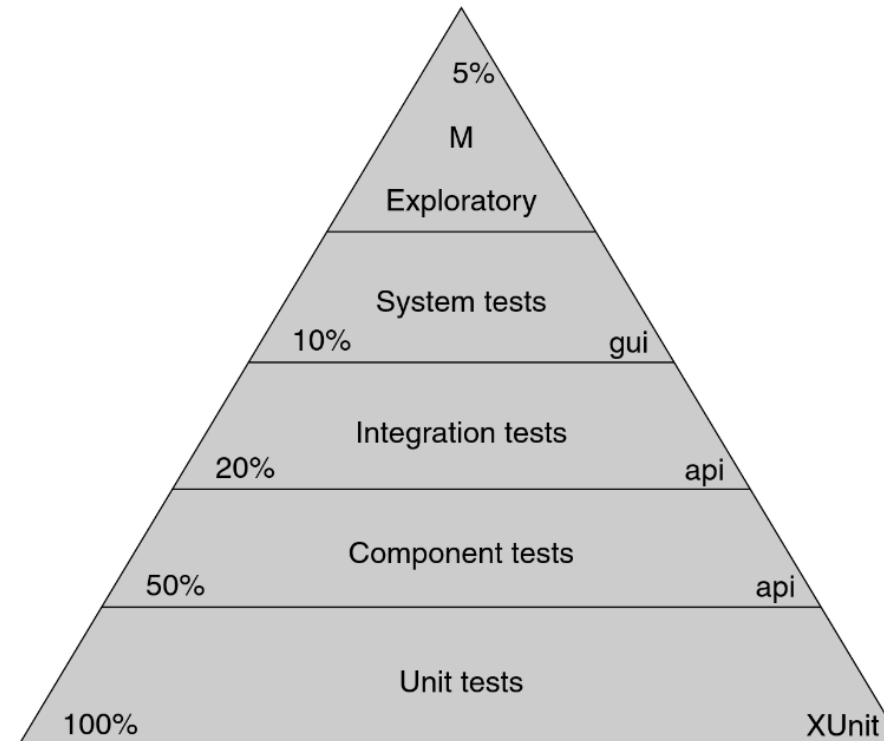 5%
M
Exploratory
System tests
10% gui
Integration tests
20% api
Component tests
50% api
Unit tests
100% XUnit